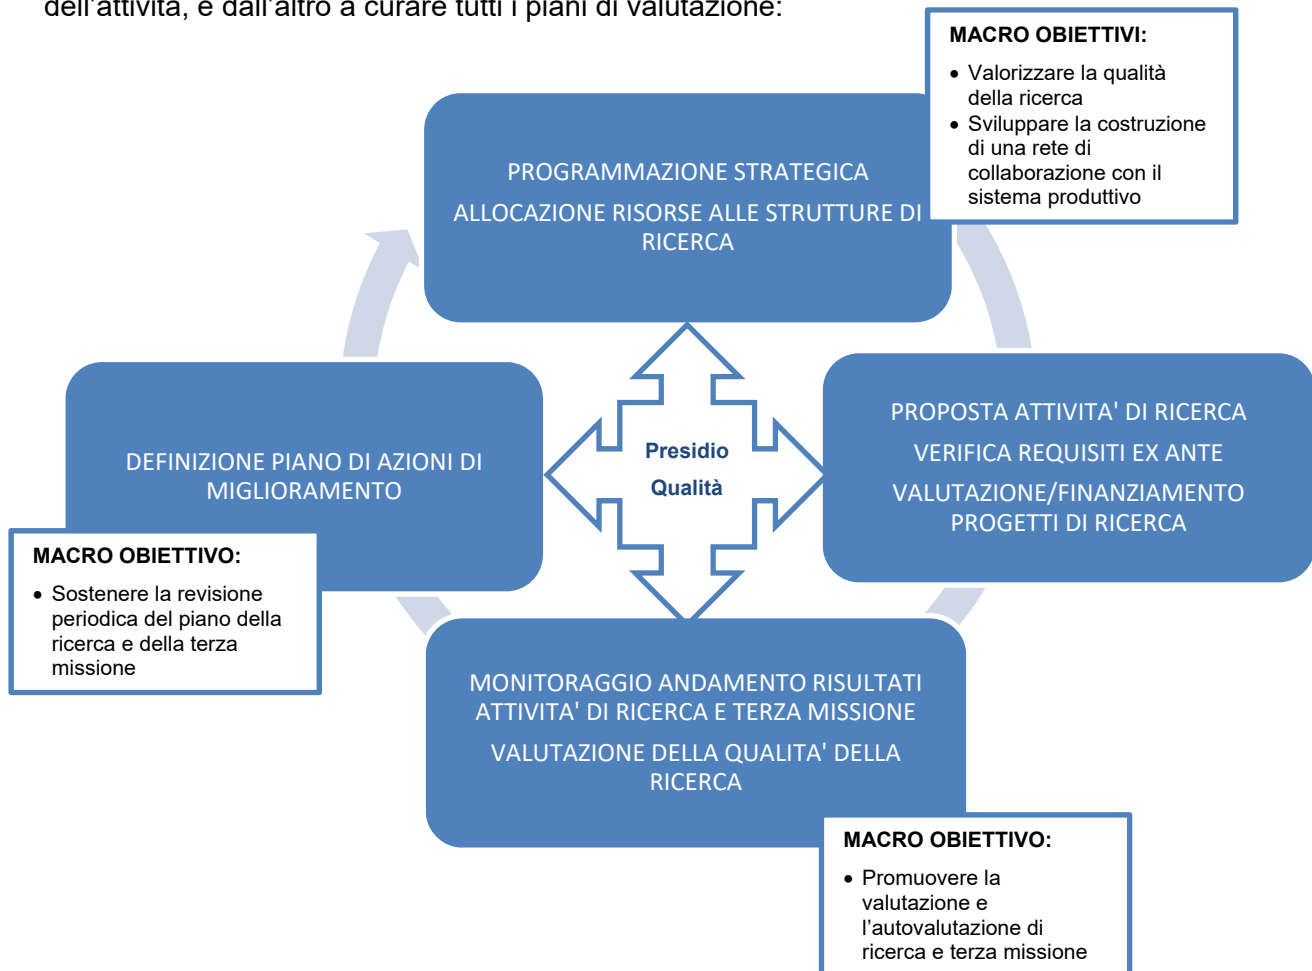 dell'attività, e dall'altro a curare tutti i piani di valutazione:
MACRO OBIETTIVI:
• Valorizzare la qualità
della ricerca
• Sviluppare la costruzione
di una rete di
collaborazione con il
sistema produttivo
PROGRAMMAZIONE STRATEGICA
ALLOCAZIONE RISORSE ALLE STRUTTURE DI
RICERCA
PROPOSTA ATTIVITA' DI RICERCA
VERIFICA REQUISITI EX ANTE
VALUTAZIONE/FINANZIAMENTO
PROGETTI DI RICERCA
Presidio
Qualità
DEFINIZIONE PIANO DI AZIONI DI
MIGLIORAMENTO
MACRO OBIETTIVO:
• Sostenere la revisione
periodica del piano della
ricerca e della terza
missione
MONITORAGGIO ANDAMENTO RISULTATI
ATTIVITA' DI RICERCA E TERZA MISSIONE
VALUTAZIONE DELLA QUALITA' DELLA
RICERCA
MACRO OBIETTIVO:
• Promuovere la
valutazione e
l'autovalutazione di
ricerca e terza missione